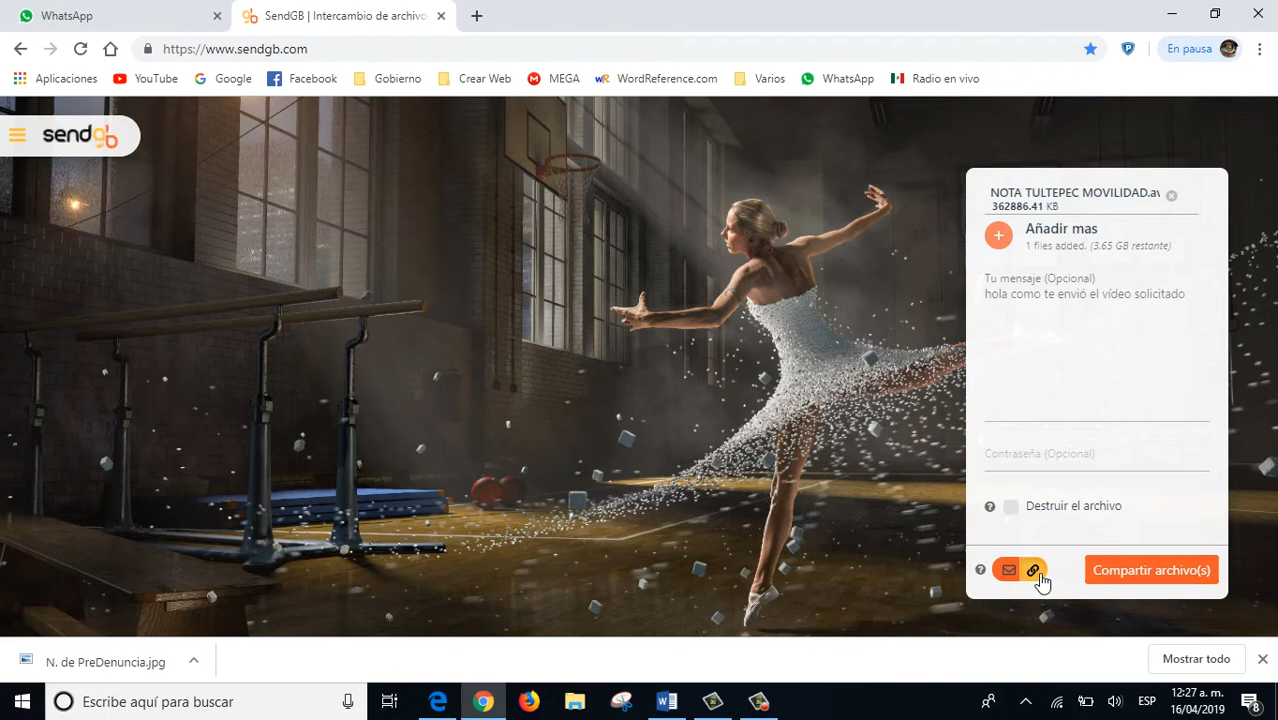 WhatsApp
SendGB | Intercambio de archivo
https://www.sendgb.com
En pausa
Aplicaciones
YouTube
Google
Facebook
Gobierno
Crear Web
MEGA
WordReference.com
Varios
WhatsApp
Radio en vivo
sendgb
NOTA TULTEPEC MOVILIDAD.av
362886.41 KB
Añadir mas
1 files added. (3.65 GB restante)
Tu mensaje (Opcional)
hola como te envió el vídeo solicitado
Contraseña (Opcional)
Destruir el archivo
Compartir archivo(s)
N. de PreDenuncia.jpg
Mostrar todo
Escribe aquí para buscar
ESP
12:27 a. m.
16/04/2019
8